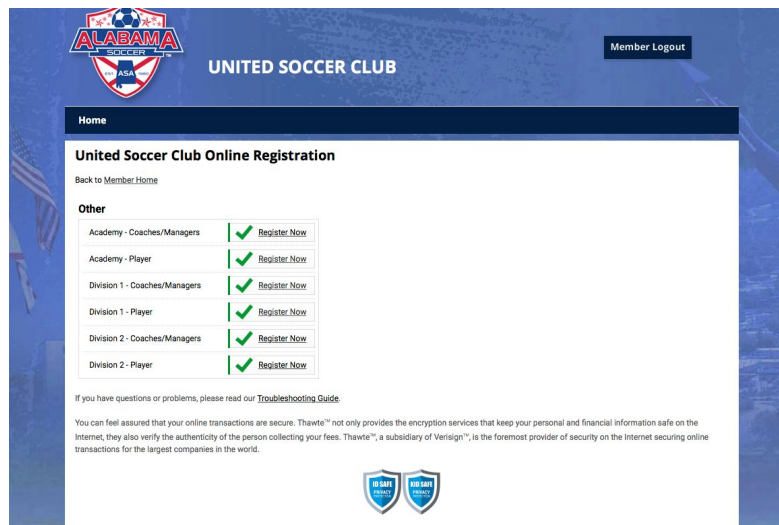 ALABAMA
SOCCER
ASA
UNITED SOCCER CLUB
Member Logout
Home
United Soccer Club Online Registration
Back to Member Home
Other
Academy - Coaches/Managers Register Now
Academy - Player Register Now
Division 1 - Coaches/Managers Register Now
Division 1 - Player Register Now
Division 2 - Coaches/Managers Register Now
Division 2 - Player Register Now
If you have questions or problems, please read our Troubleshooting Guide.
You can feel assured that your online transactions are secure. Thawte™ not only provides the encryption services that keep your personal and financial information safe on the
Internet, they also verify the authenticity of the person collecting your fees. Thawte™, a subsidiary of Verisign™, is the foremost provider of security on the Internet securing online
transactions for the largest companies in the world.
ID SAFE KID SAFE
PRIVACY PRIVACY
PROTECTION PROTECTION